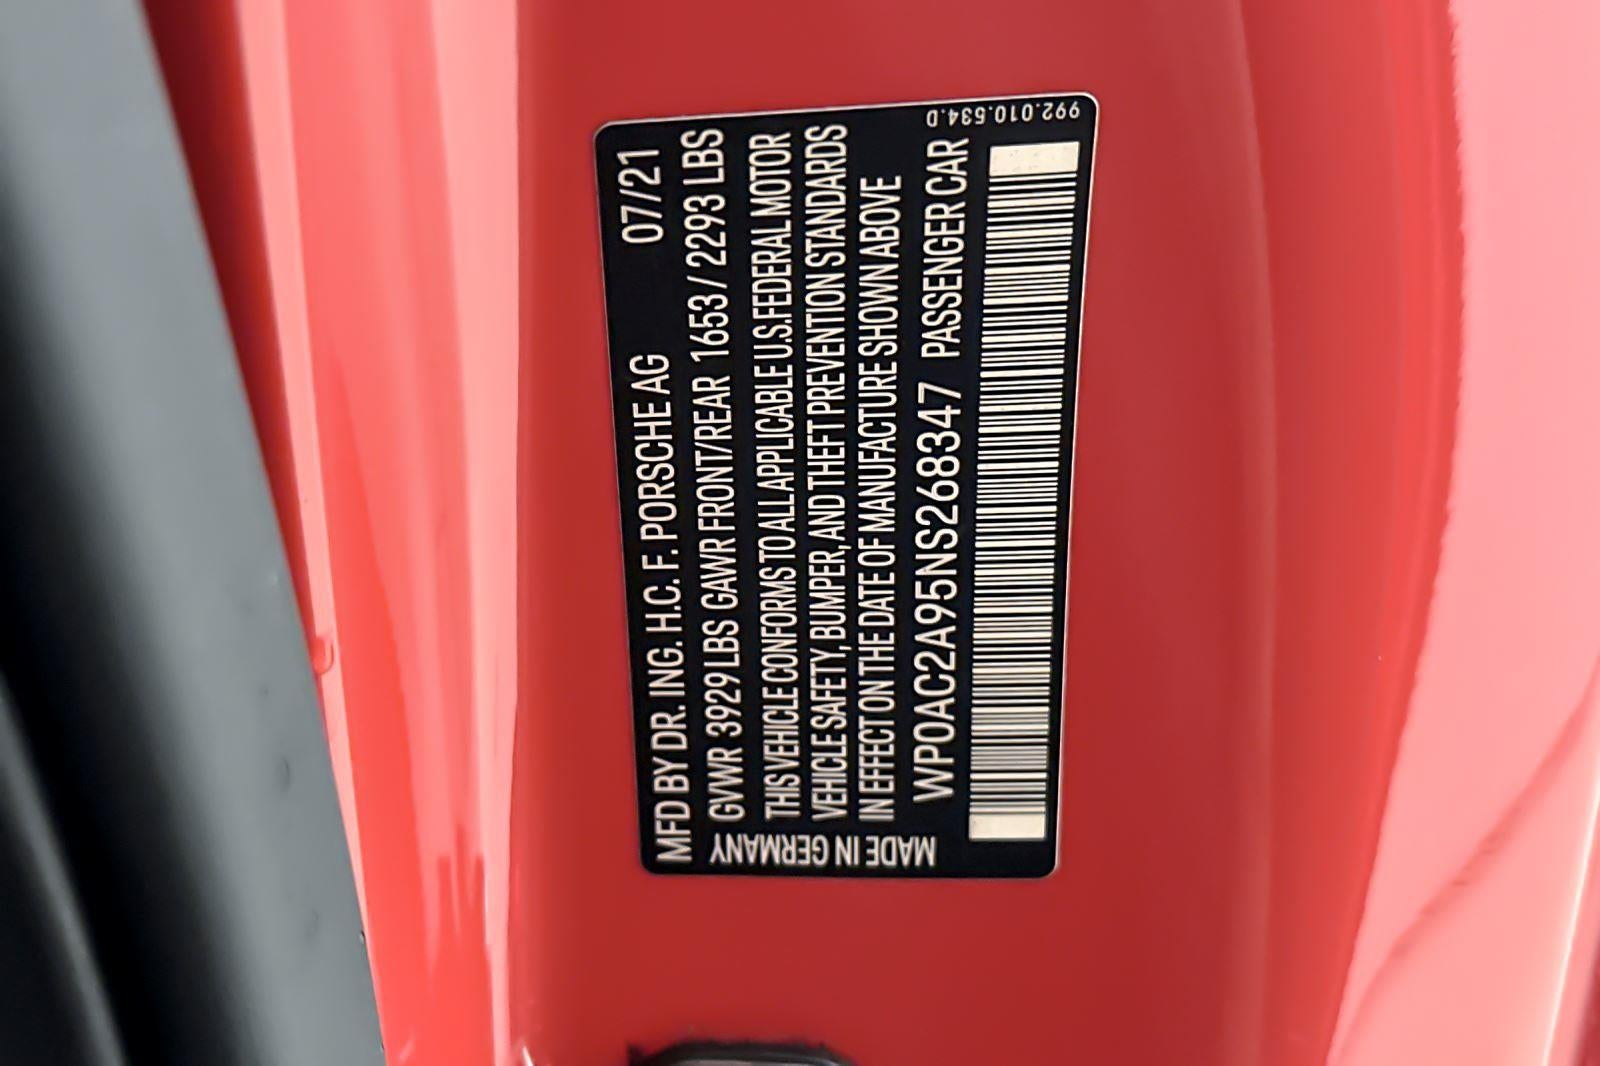 MFD BY DR. ING. H.C. F. PORSCHE AG 07/21
GVWR 3929 LBS GAWR FRONT/REAR 1653 / 2293 LBS
THIS VEHICLE CONFORMS TO ALL APPLICABLE U.S. FEDERAL MOTOR
VEHICLE SAFETY, BUMPER, AND THEFT PREVENTION STANDARDS
IN EFFECT ON THE DATE OF MANUFACTURE SHOWN ABOVE
WP0AC2A95NS268347 PASSENGER CAR
MADE IN GERMANY
992.010.534.D